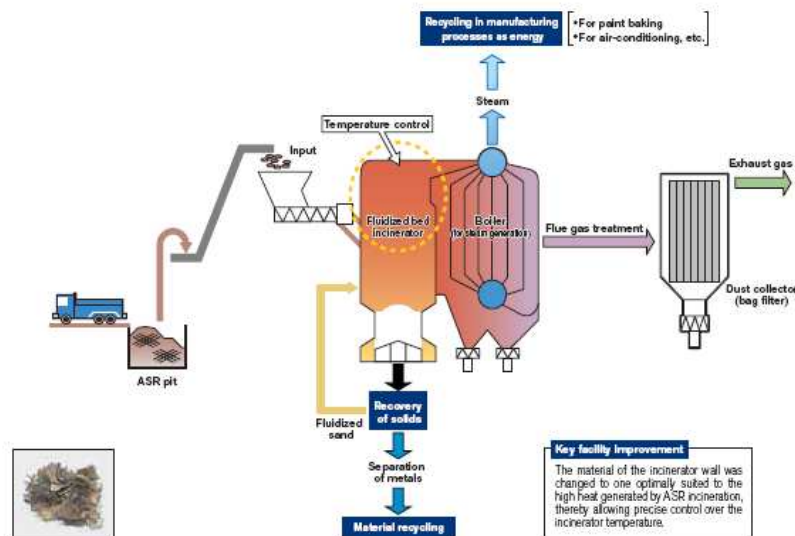 Recycling in manufacturing
processes as energy
•For paint baking
•For air-conditioning, etc.
Steam
Temperature control
Input
Fluidized bed
incinerator
Boiler
(for steam generation)
Flue gas treatment
Exhaust gas
Dust collector
(bag filter)
ASR pit
Fluidized
sand
Recovery
of solids
Separation
of metals
Material recycling
Key facility improvement
The material of the incinerator wall was
changed to one optimally suited to the
high heat generated by ASR incineration,
thereby allowing precise control over the
incinerator temperature.